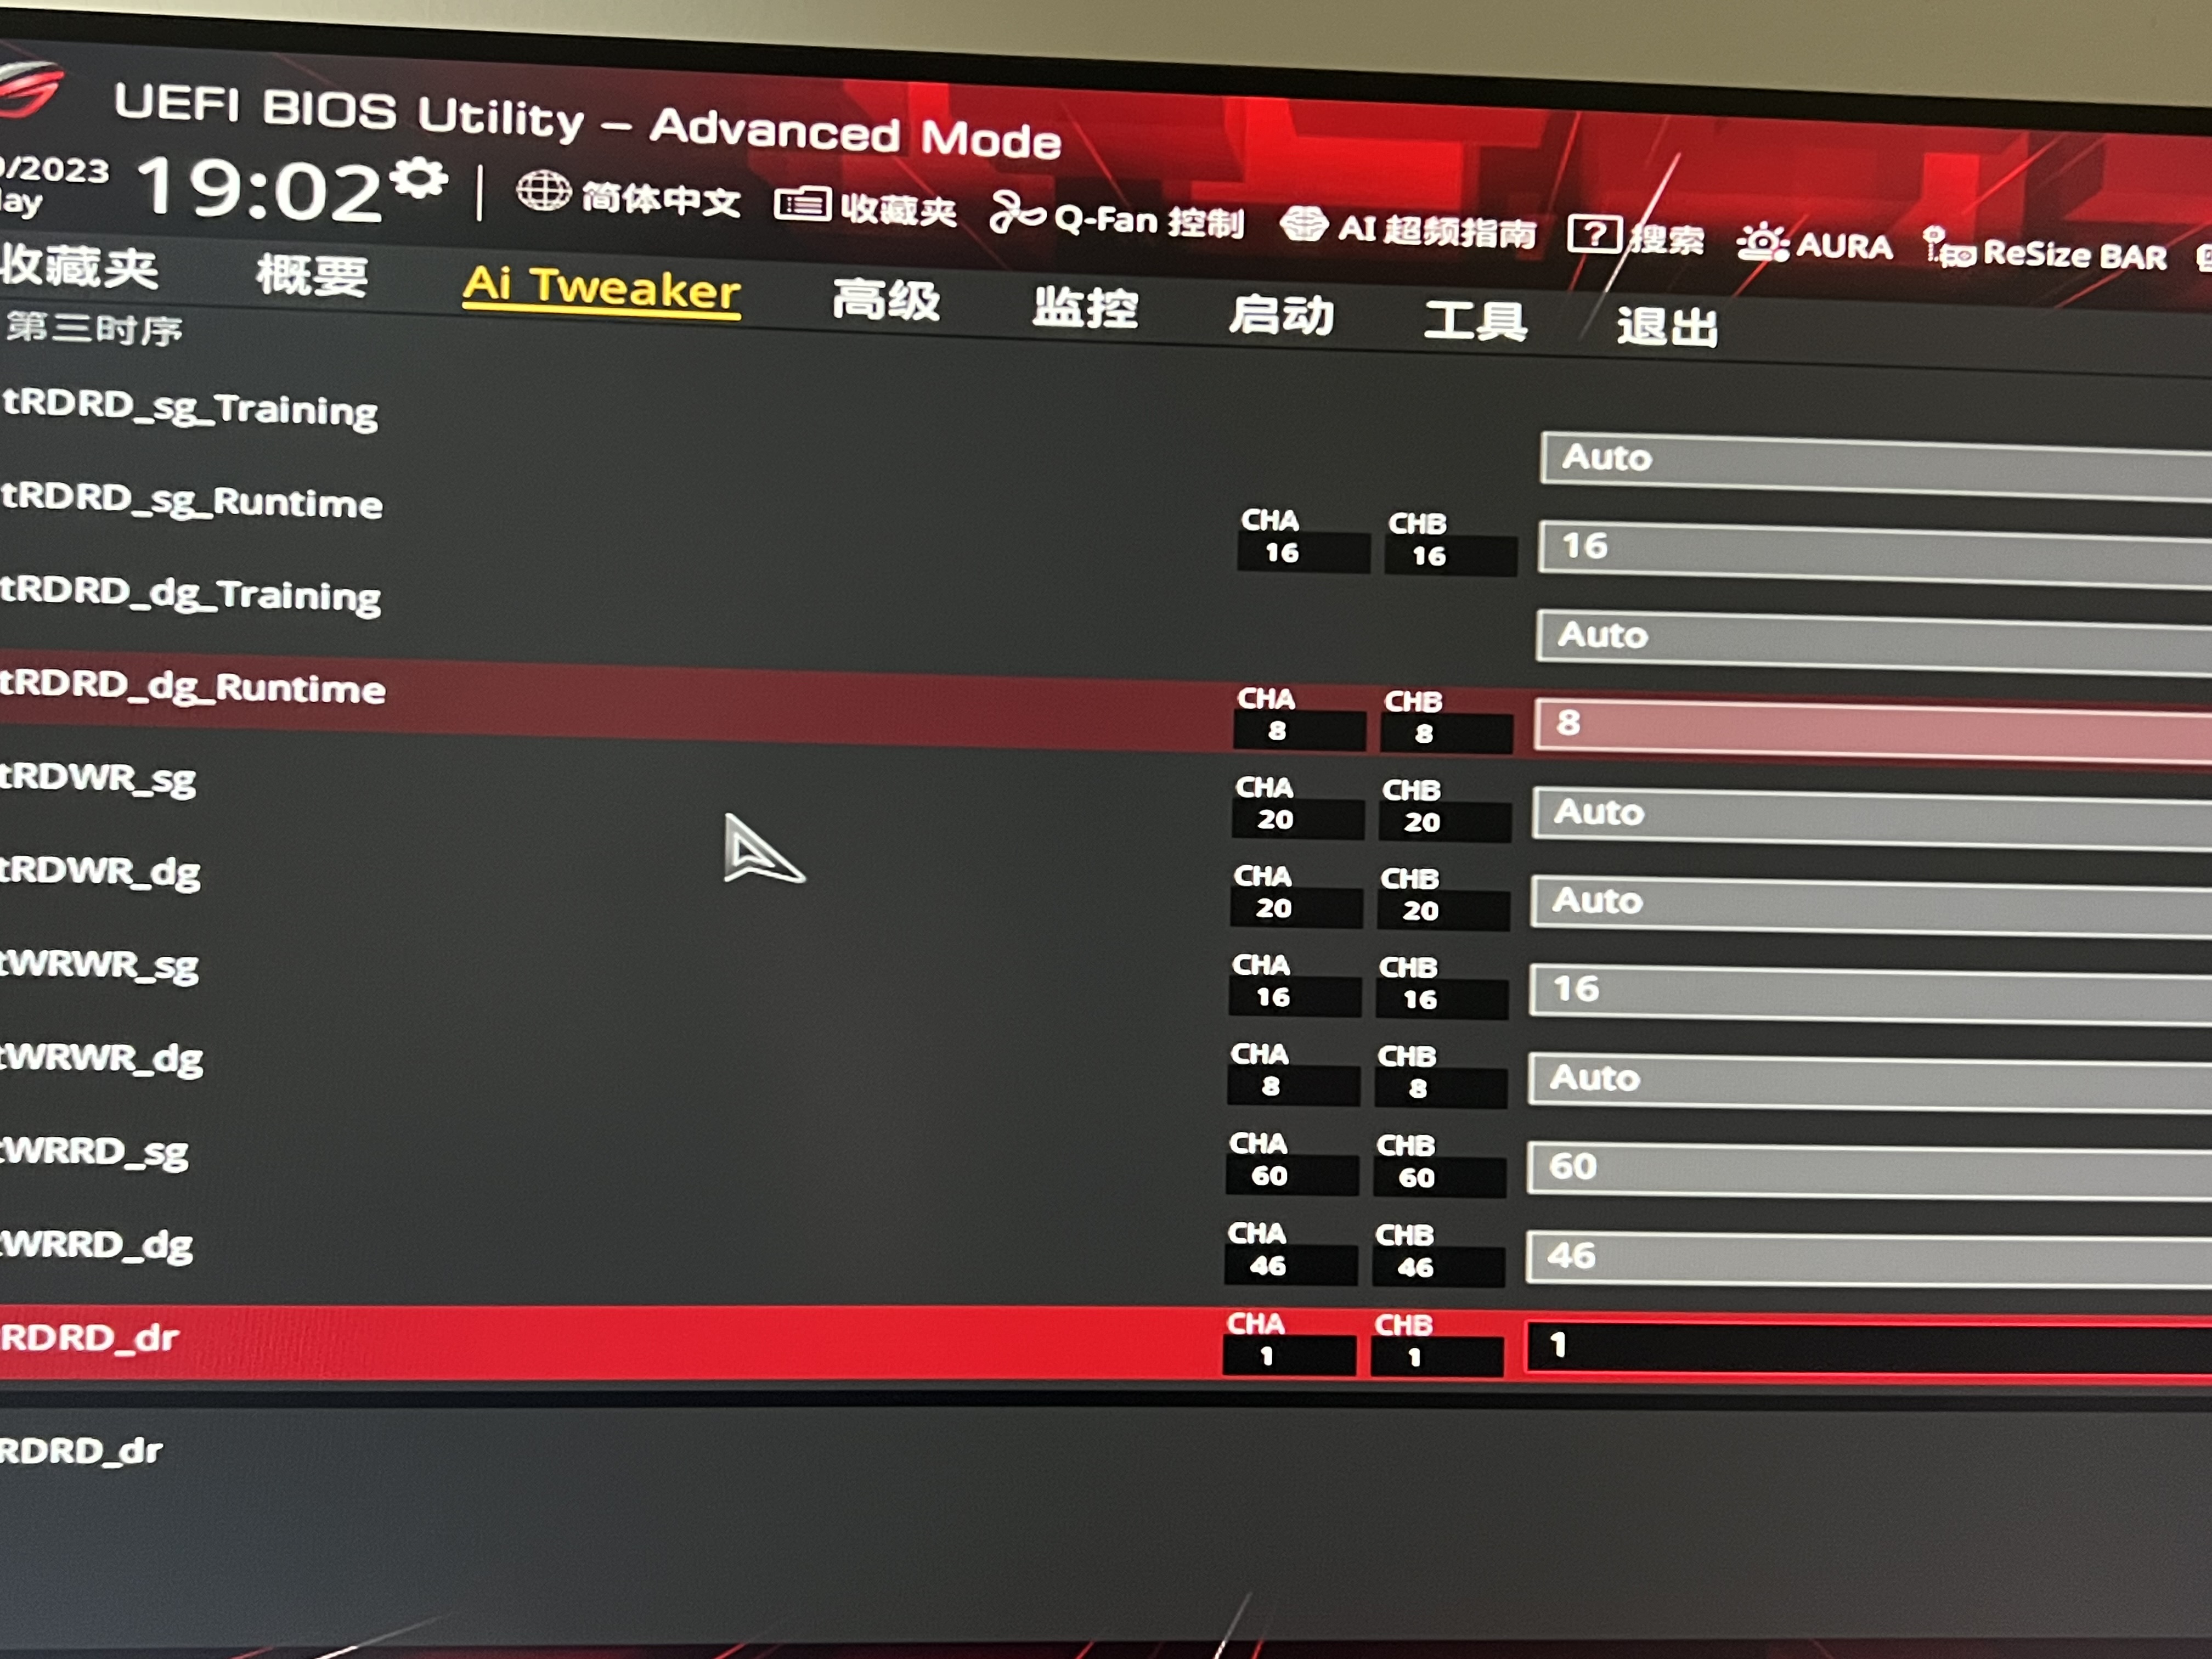 UEFI BIOS Utility – Advanced Mode
/2023
19:02
简体中文
收藏夹
Q-Fan 控制
AI 超频指南
?
搜索
AURA
ReSize BAR
ay
收藏夹
概要
Ai Tweaker
高级
监控
启动
工具
退出
第三时序
tRDRD_sg_Training
Auto
tRDRD_sg_Runtime
CHA
CHB
16
16
16
tRDRD_dg_Training
Auto
tRDRD_dg_Runtime
CHA
CHB
8
8
8
tRDWR_sg
CHA
CHB
20
20
Auto
tRDWR_dg
CHA
CHB
20
20
Auto
tWRWR_sg
CHA
CHB
16
16
16
tWRWR_dg
CHA
CHB
8
8
Auto
tWRRD_sg
CHA
CHB
60
60
60
tWRRD_dg
CHA
CHB
46
46
46
RDRD_dr
CHA
CHB
1
1
1
RDRD_dr